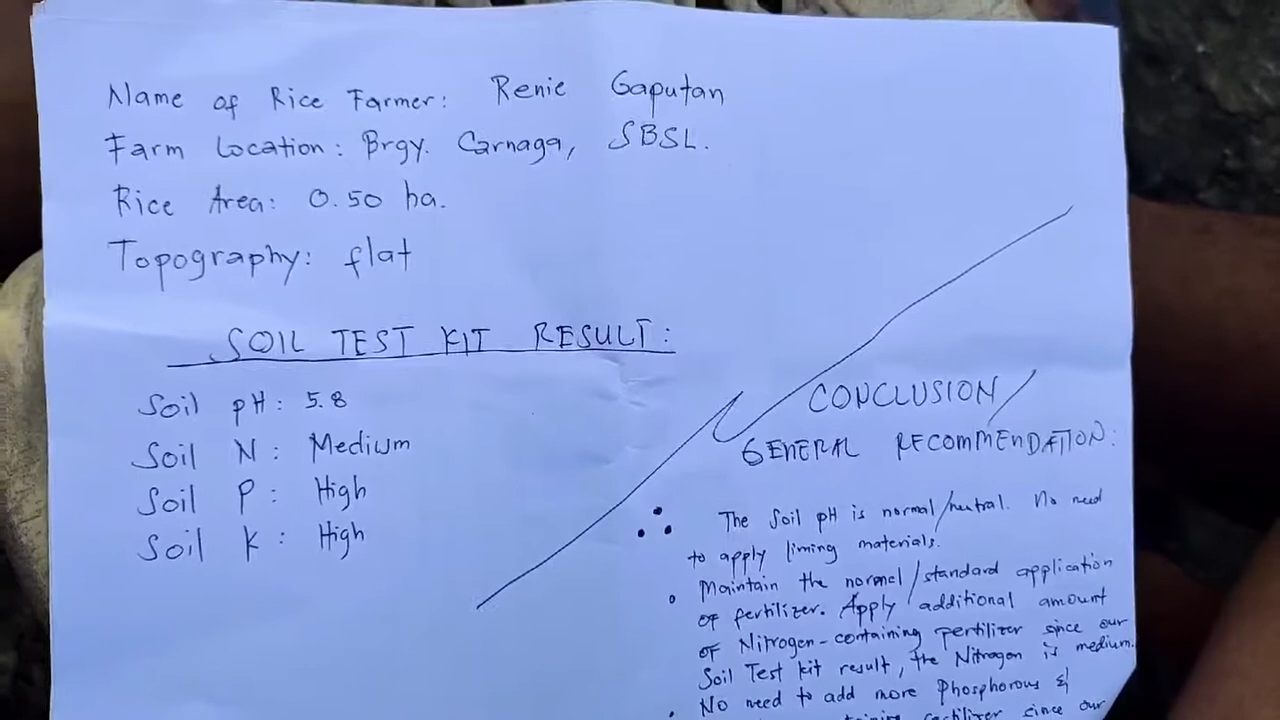 Name of Rice Farmer: Renie Gaputan
Farm Location: Brgy. Carnaga, SBSL.
Rice Area: 0.50 ha.
Topography: flat
SOIL TEST KIT RESULT:
Soil pH: 5.8
Soil N: Medium
Soil P: High
Soil K: High
CONCLUSION/
GENERAL RECOMMENDATION:
∴ The Soil pH is normal/neutral. No need
to apply liming materials.
• Maintain the normal/standard application
of fertilizer. Apply additional amount
of Nitrogen-containing pertilizer since our
Soil Test kit result, the Nitrogen is medium.
• No need to add more Phosphorous &
fertilizer since our